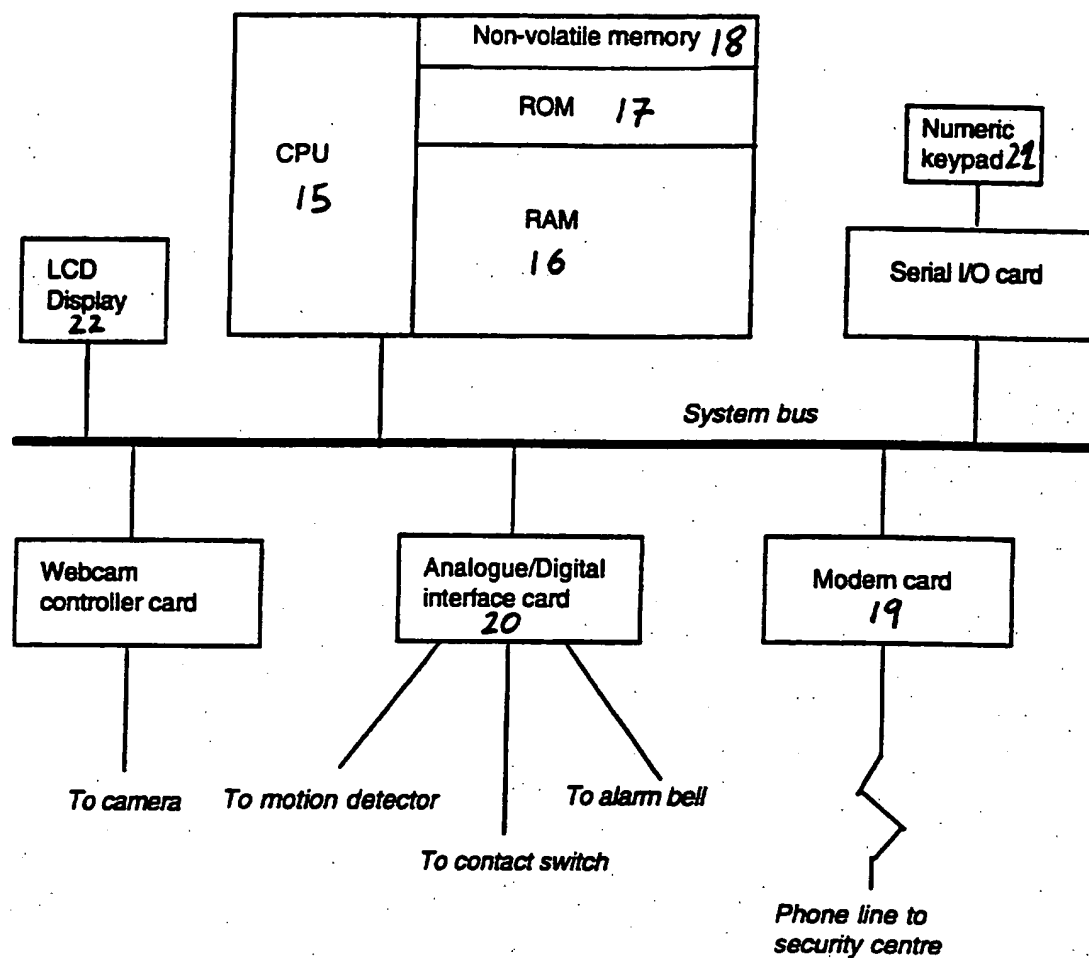 Non-volatile memory 18
ROM 17
CPU
15
RAM
16
Numeric
keypad 21
LCD
Display
22
Serial I/O card
System bus
Webcam
controller card
Analogue/Digital
interface card
20
Modem card
19
To camera
To motion detector
To alarm bell
To contact switch
Phone line to
security centre